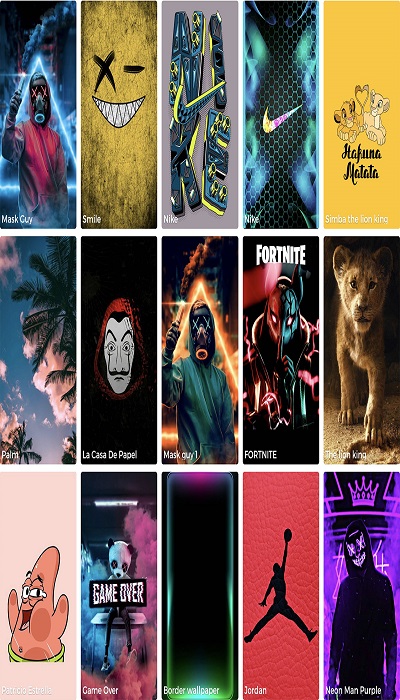 Mask Guy
Smile
NIKE
Nike
Nike
Hakuna
Matata
Simba the lion king
Palm
La Casa De Papel
Mask guy 1
FORTNITE
FORTNITE
The lion king
Patricio Estrella
GAME OVER
Game Over
Border wallpaper
Jordan
Neon Man Purple